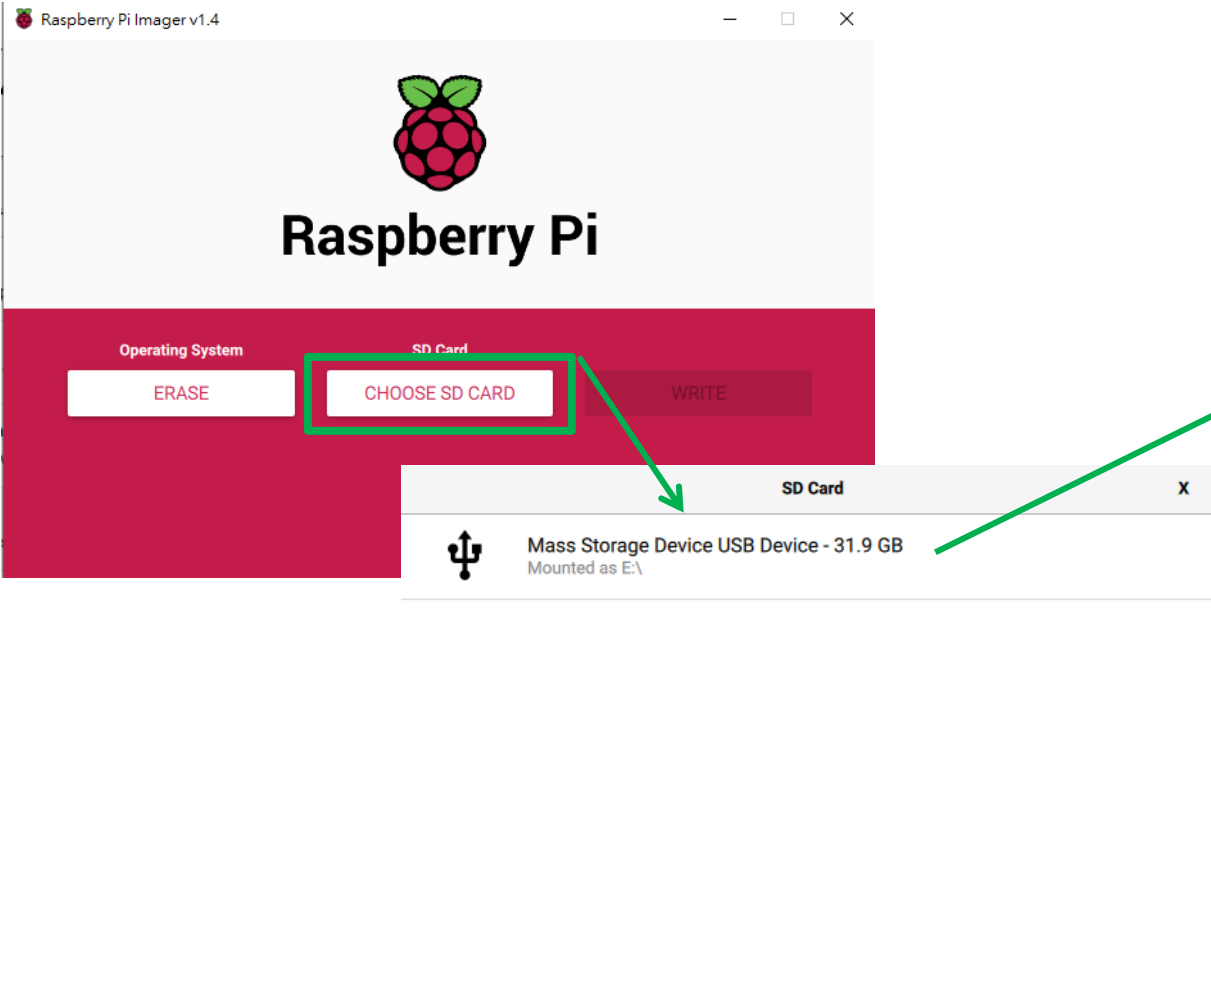 Raspberry Pi Imager v1.4
Raspberry Pi
Operating System
SD Card
ERASE
CHOOSE SD CARD
WRITE
SD Card
X
Mass Storage Device USB Device - 31.9 GB
Mounted as E:\